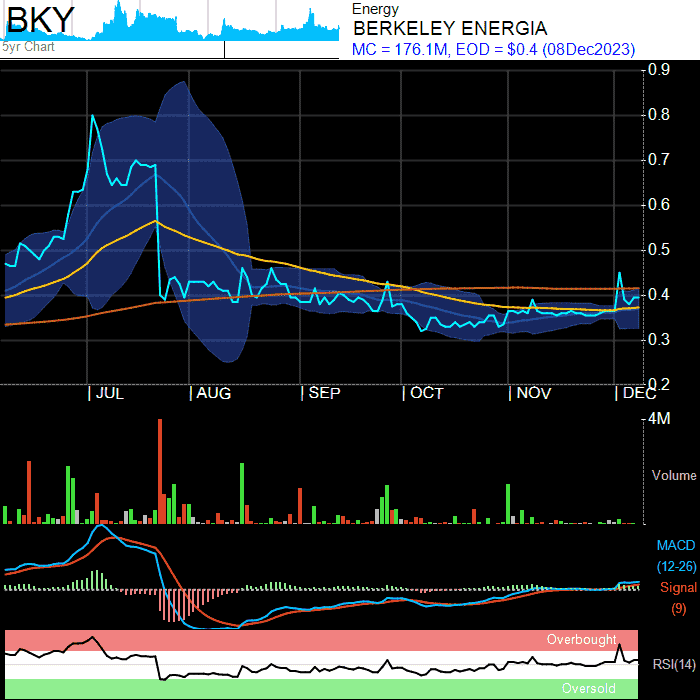 BKY
5yr Chart
Energy
BERKELEY ENERGIA
MC = 176.1M, EOD = $0.4 (08Dec2023)
0.9
0.8
0.7
0.6
0.5
0.4
0.3
0.2
JUL AUG SEP OCT NOV DEC
4M
Volume
MACD
(12-26)
Signal
(9)
Overbought
RSI(14)
Oversold